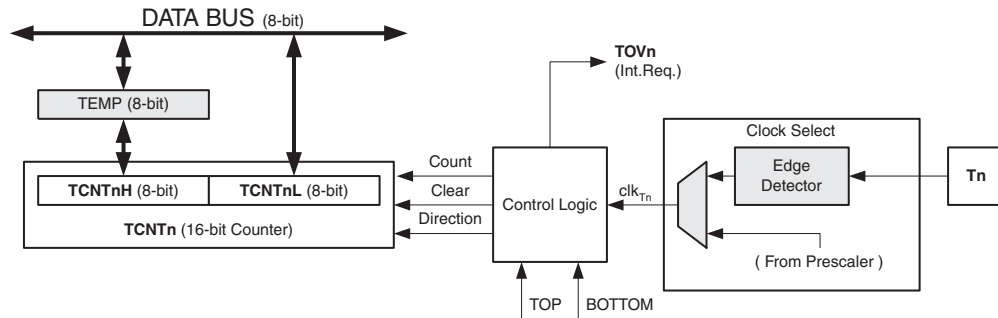 DATA BUS (8-bit)
TOVn
(Int.Req.)
TEMP (8-bit)
Clock Select
Count
Edge
Detector
Tn
TCNTnH (8-bit) TCNTnL (8-bit)
Clear
Control Logic
clkTn
Direction
TCNTn (16-bit Counter)
( From Prescaler )
TOP
BOTTOM